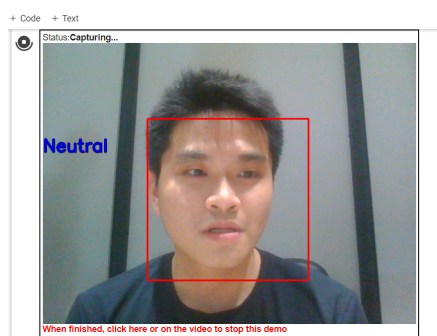 + Code + Text
Status:Capturing...
Neutral
When finished, click here or on the video to stop this demo